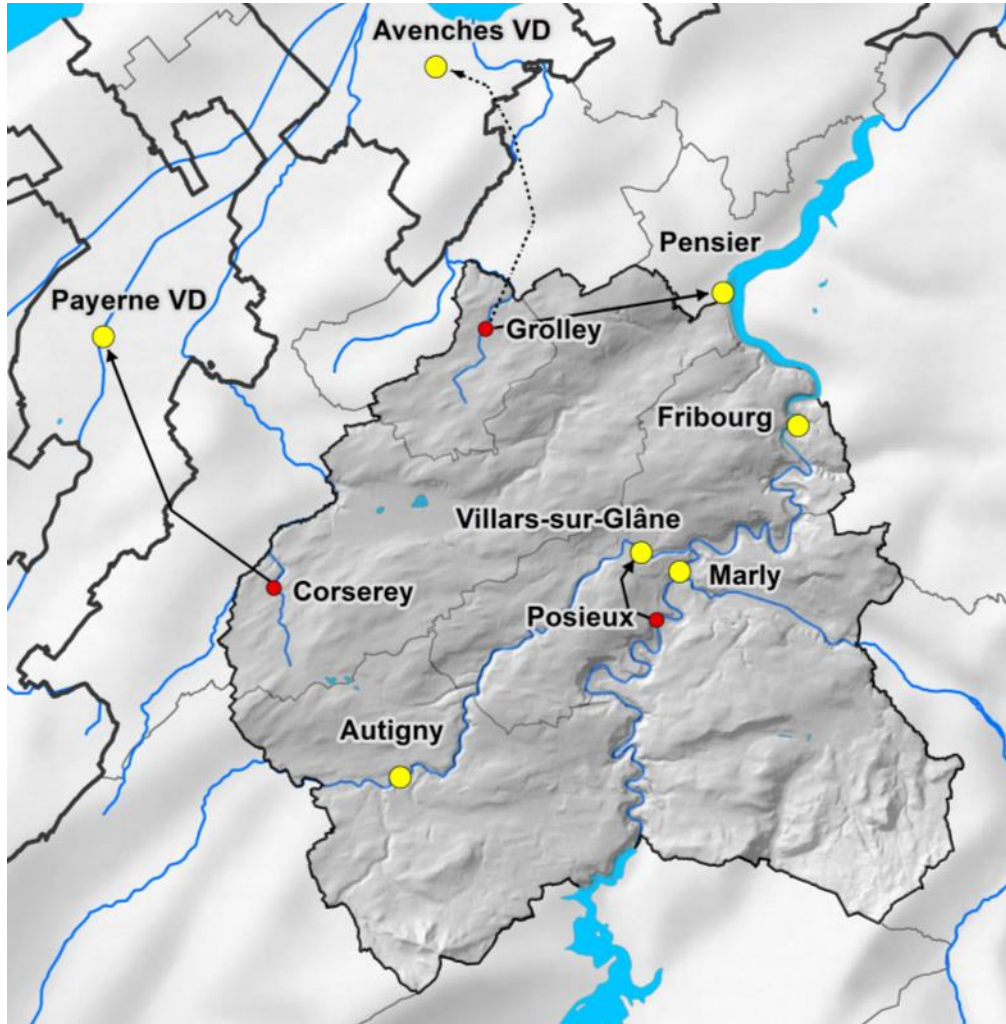 Avenches VD
Pensier
Payerne VD
Grolley
Fribourg
Villars-sur-Glâne
Marly
Corserey
Posieux
Autigny